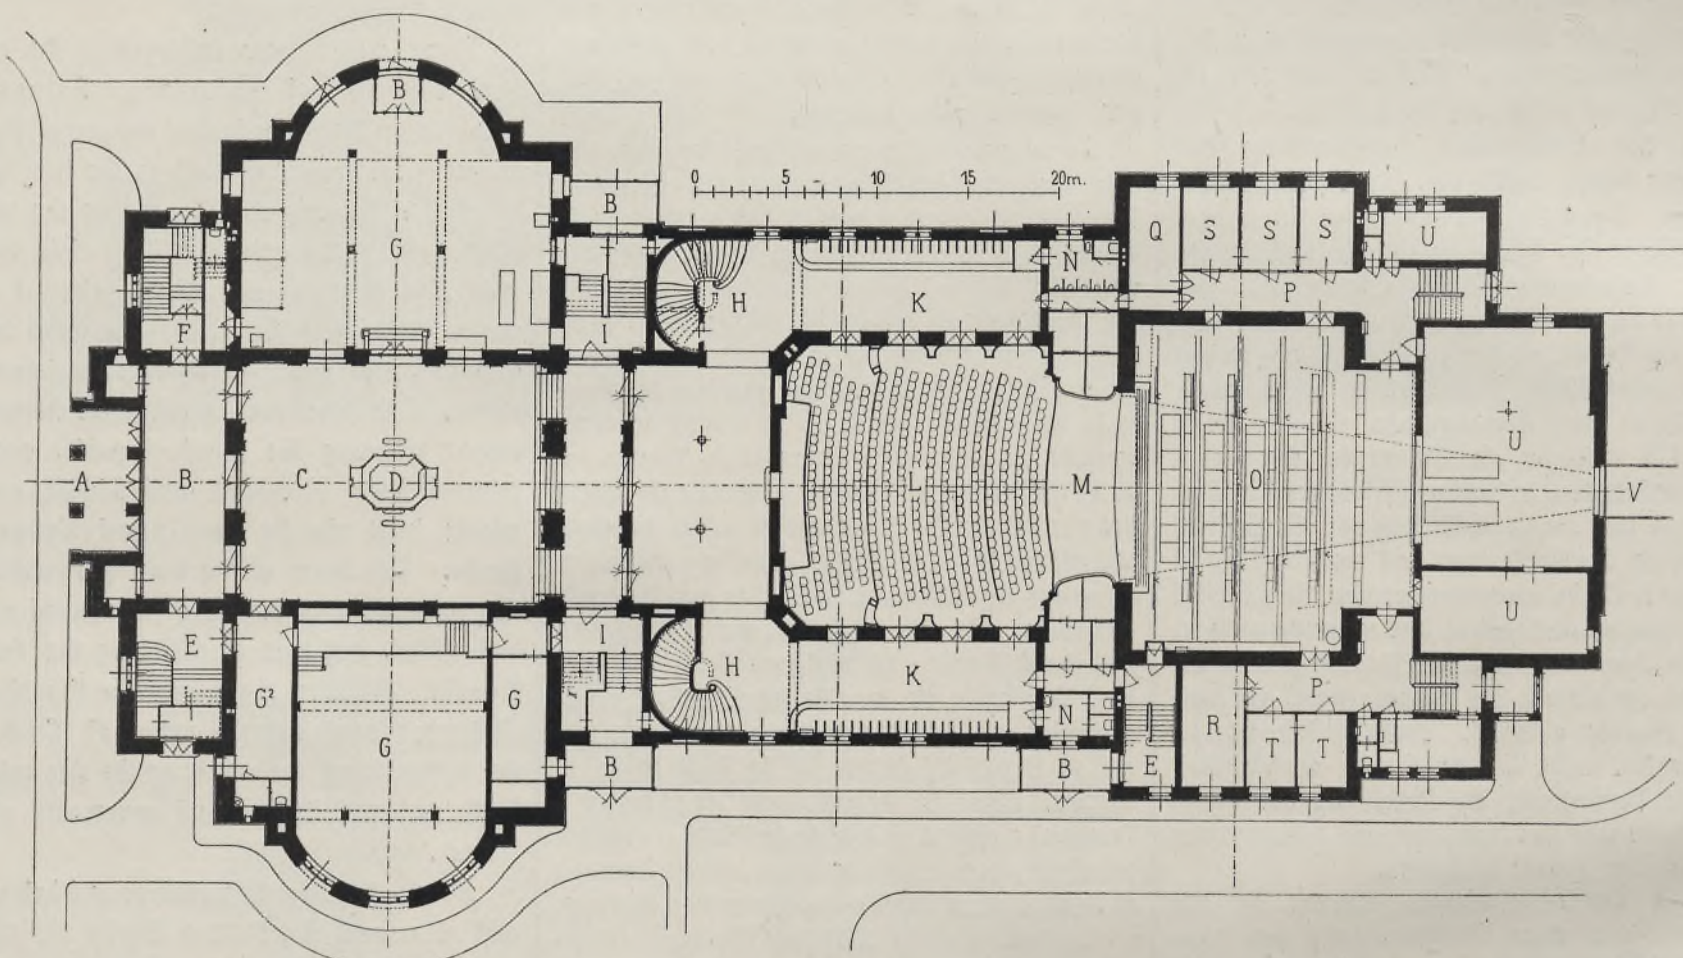 B
0 5 10 15 20m.
B
Q S S S U
G
N
P
H K
F I
U
A B C D L M O V
U
E I
H K P
G² G
G N R
T T
B B E